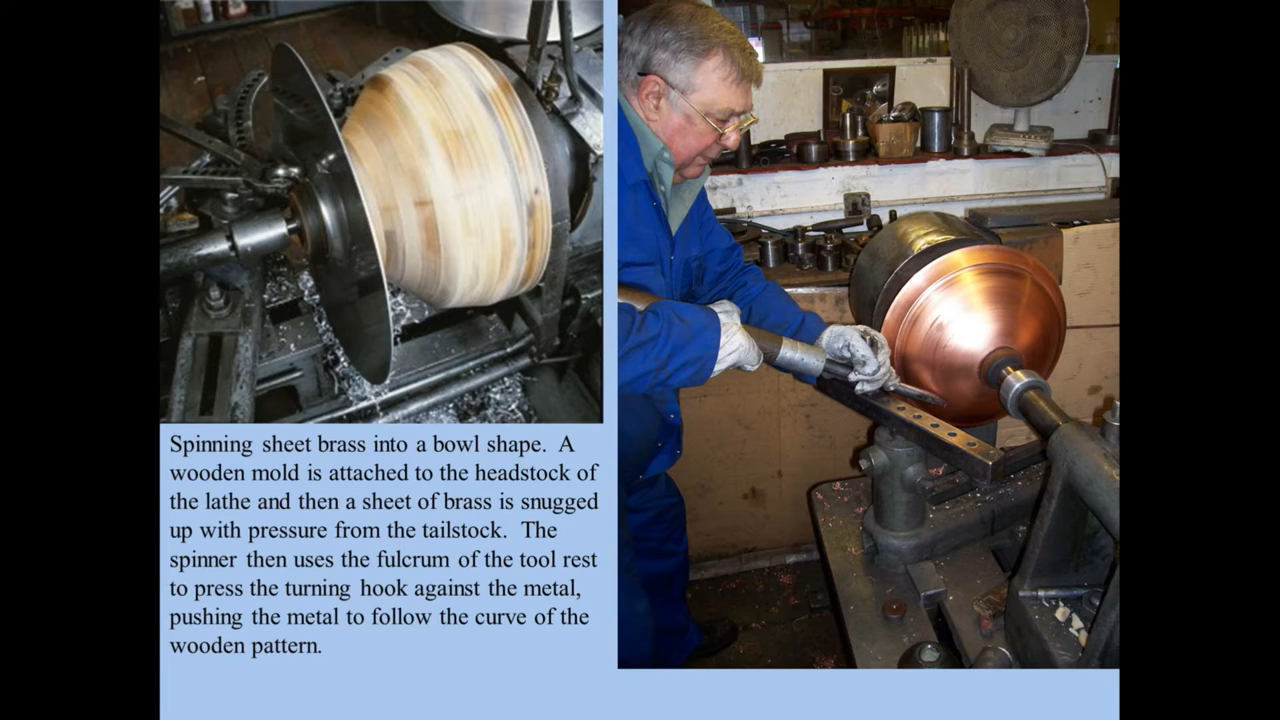 Spinning sheet brass into a bowl shape. A
wooden mold is attached to the headstock of
the lathe and then a sheet of brass is snugged
up with pressure from the tailstock. The
spinner then uses the fulcrum of the tool rest
to press the turning hook against the metal,
pushing the metal to follow the curve of the
wooden pattern.